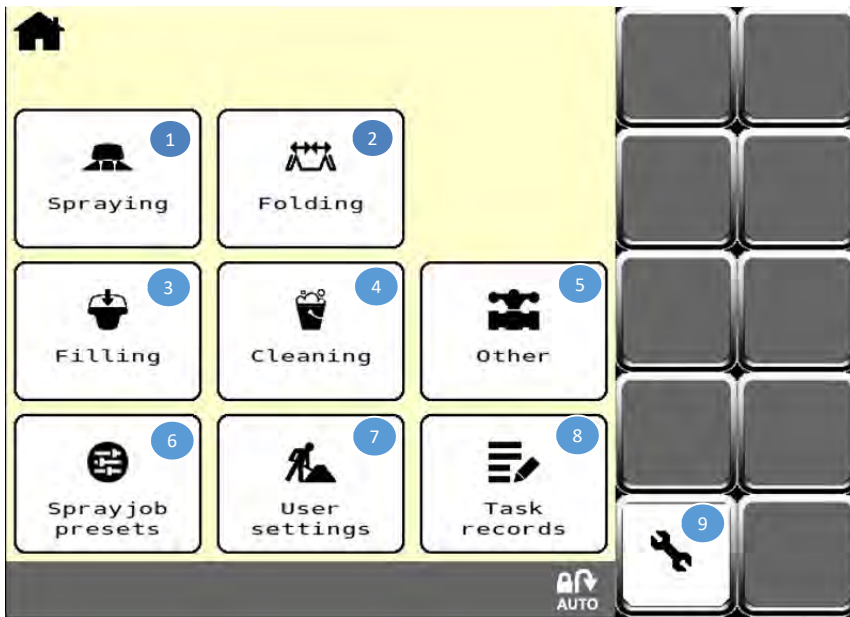 1
Spraying
2
Folding
3
Filling
4
Cleaning
5
Other
6
Sprayjob
presets
7
User
settings
8
Task
records
9
AUTO